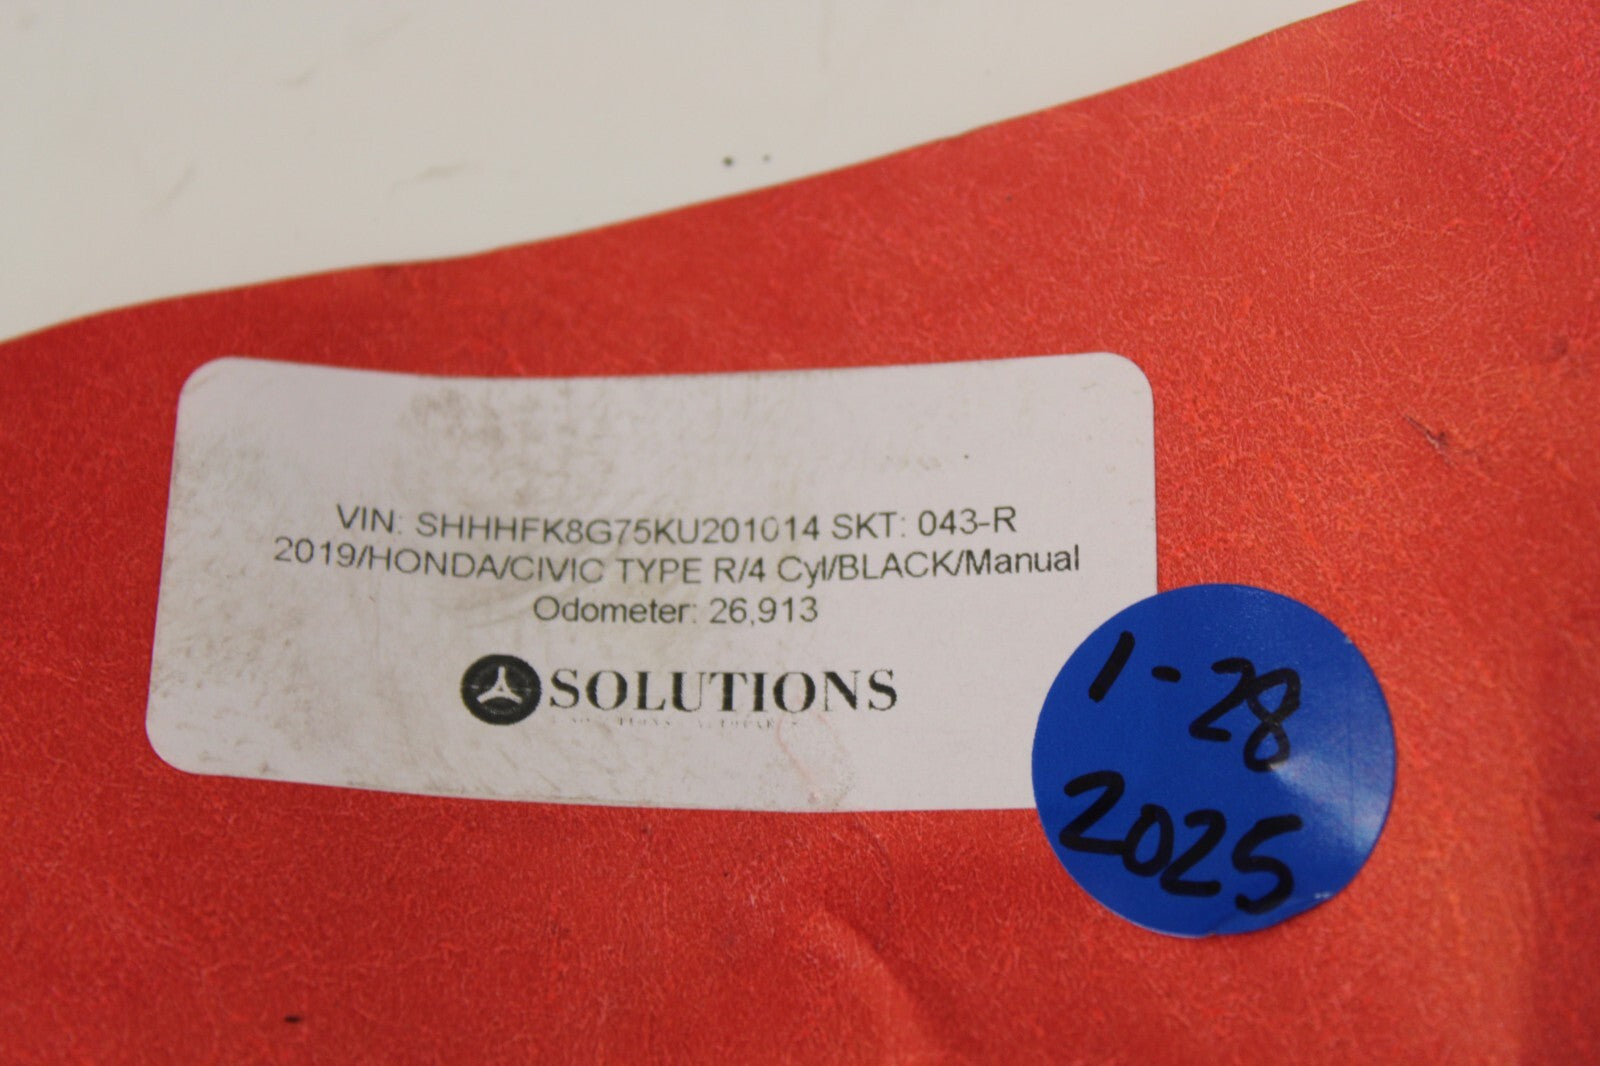 VIN: SHHHFK8G75KU201014 SKT: 043-R
2019/HONDA/CIVIC TYPE R/4 Cyl/BLACK/Manual
Odometer: 26,913
SOLUTIONS
1-28
2025